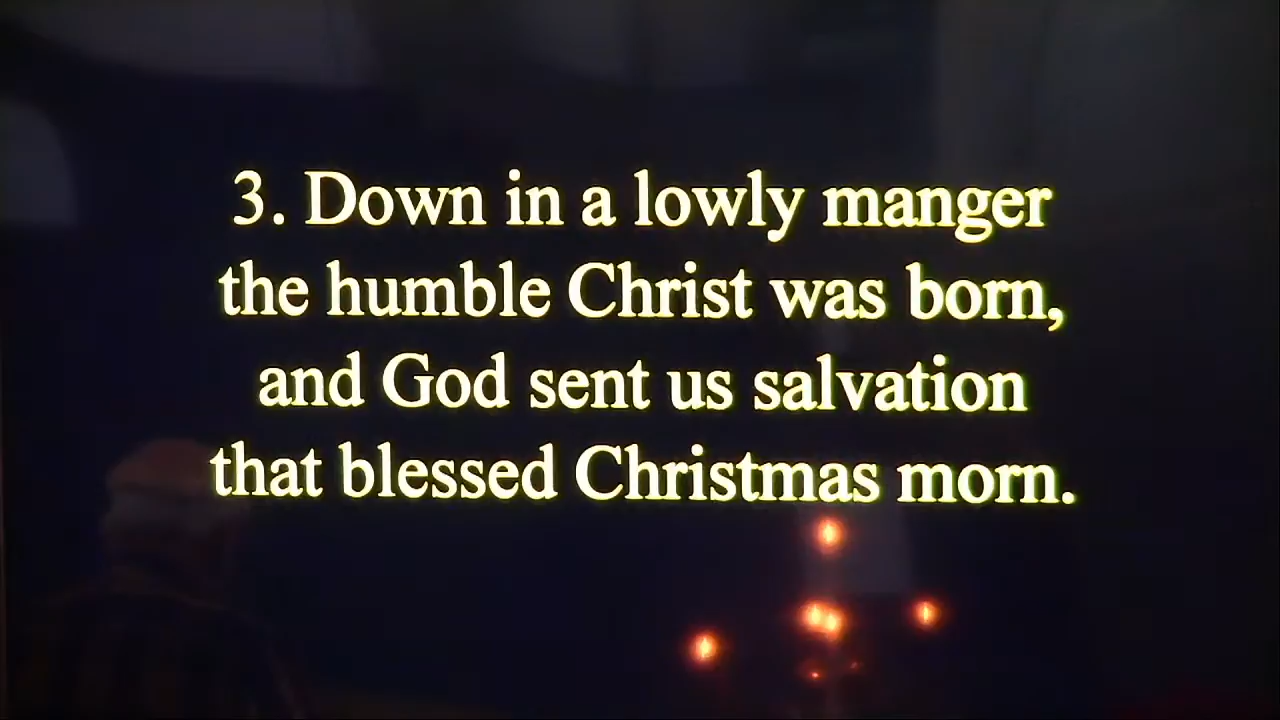 3. Down in a lowly manger
the humble Christ was born,
and God sent us salvation
that blessed Christmas morn.